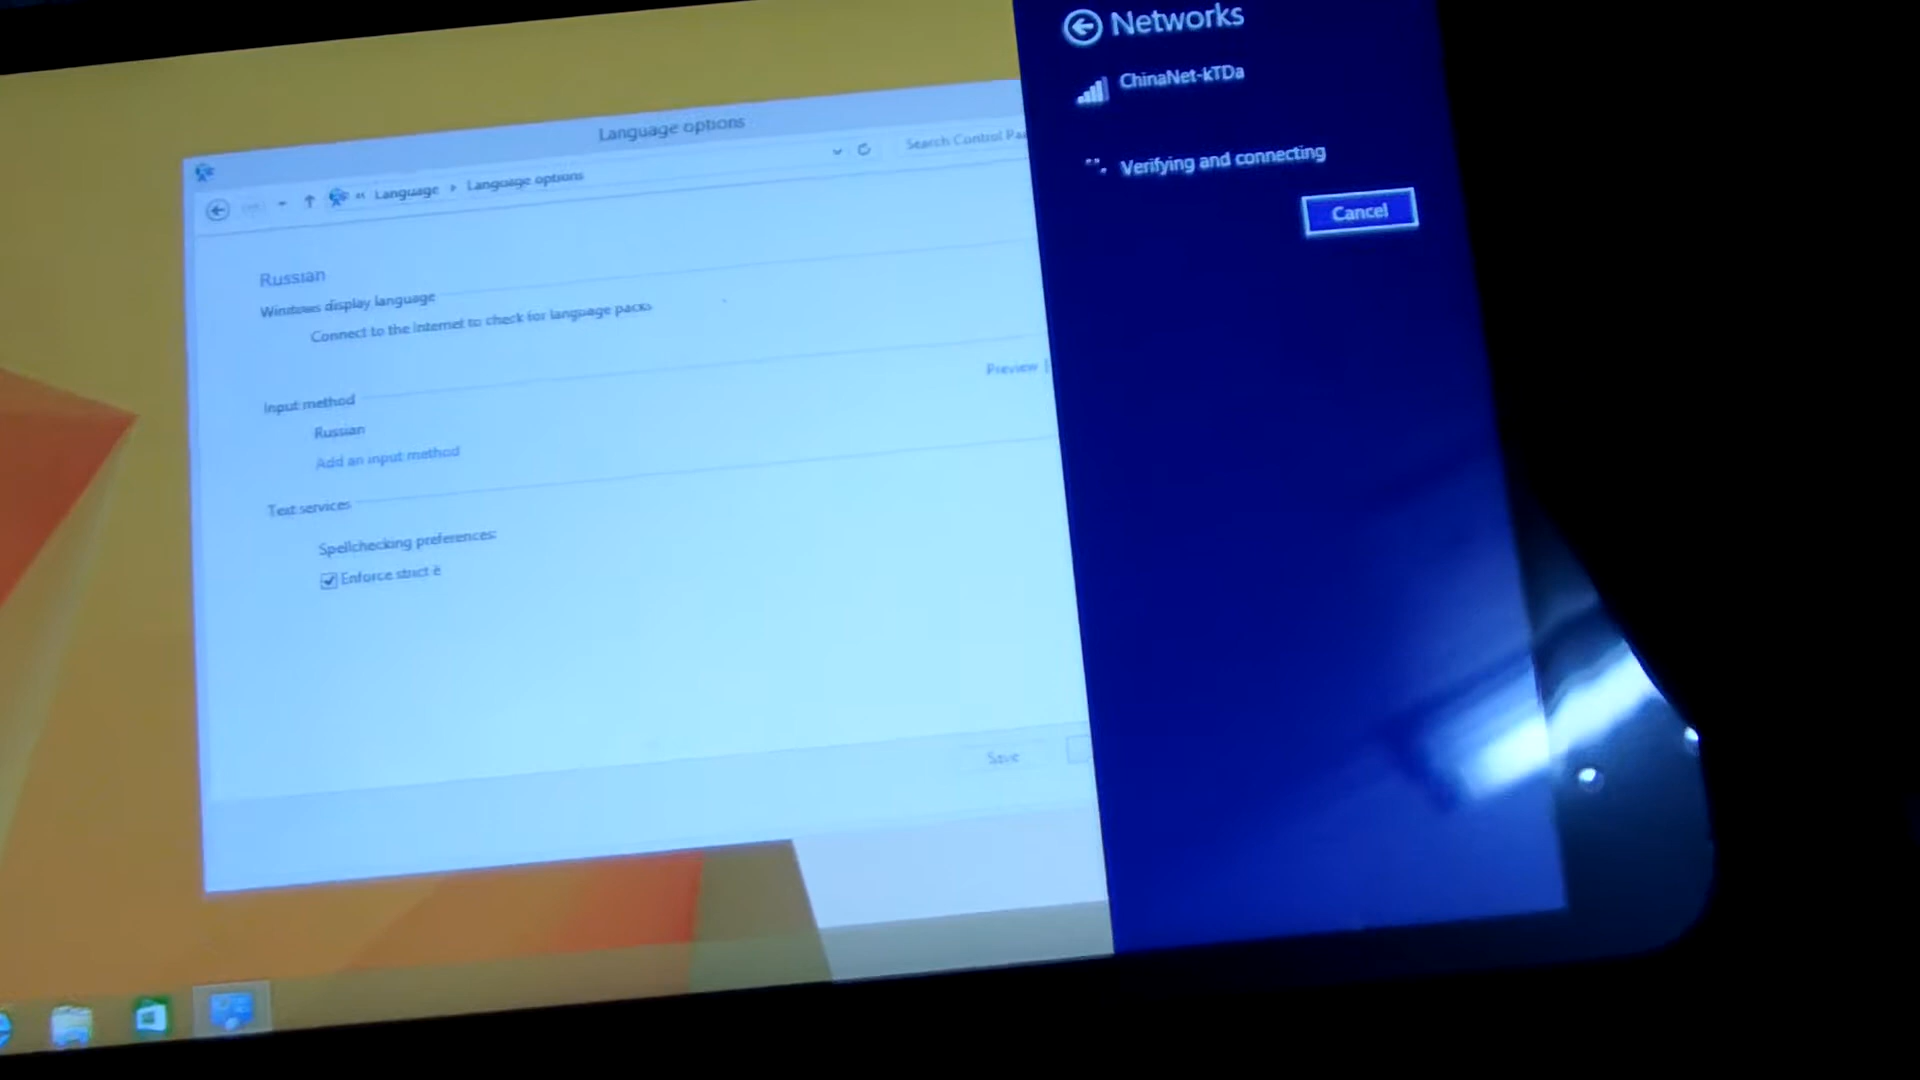 Networks
ChinaNet-kTDa
Verifying and connecting
Cancel
Language options
Language
Language options
Search Control
Russian
Windows display language
Connect to the Internet to check for language packs
Preview
Input method
Russian
Add an input method
Text services
Spellchecking preferences:
Enforce strict ё
Save